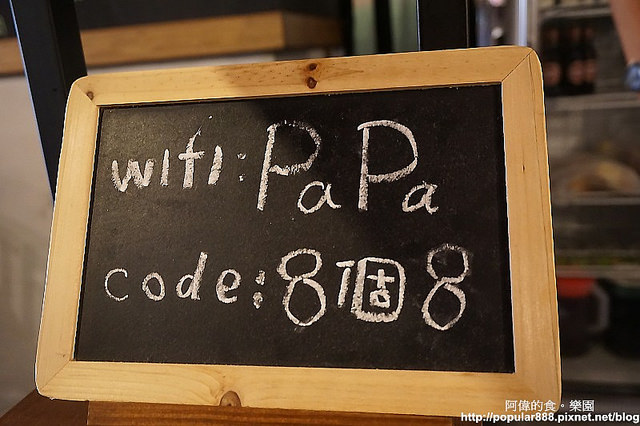 wifi: PaPa
code: 8個8
阿偉的食。樂園
http://popular888.pixnet.net/blog